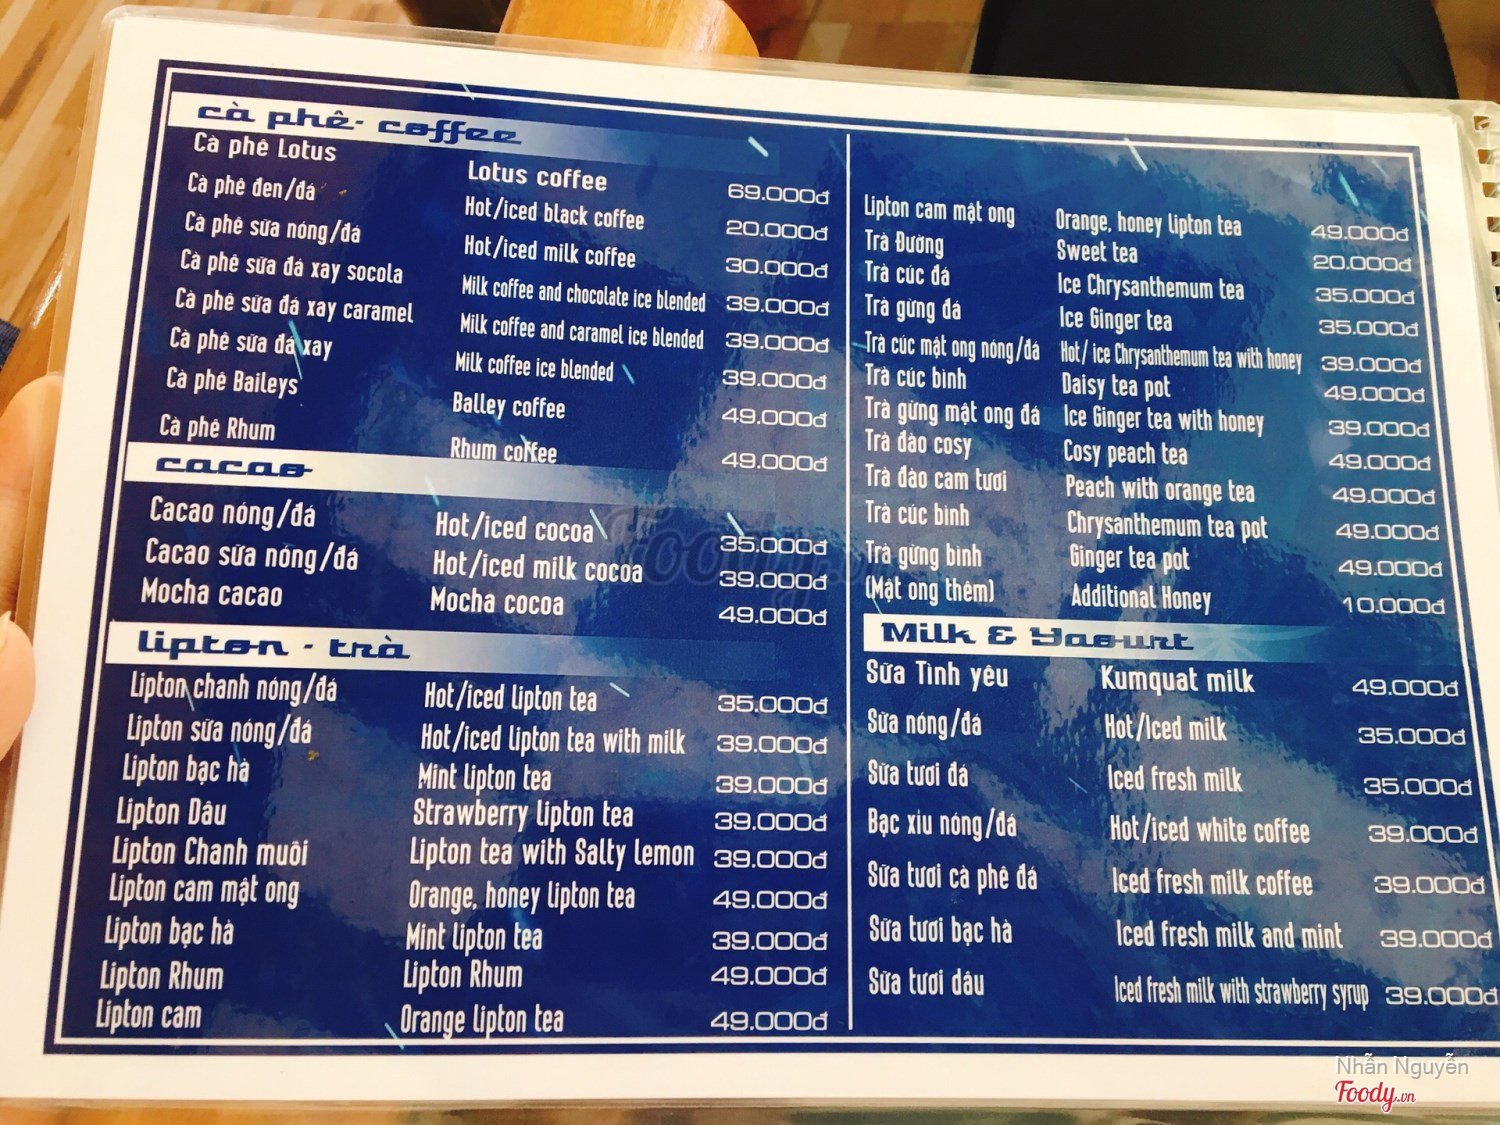 cà phê - coffee
Cà phê Lotus Lotus coffee 69.000đ
Cà phê đen/đá Hot/iced black coffee 20.000đ
Cà phê sữa nóng/đá Hot/iced milk coffee 30.000đ
Cà phê sữa đá xay socola Milk coffee and chocolate ice blended 39.000đ
Cà phê sữa đá xay caramel Milk coffee and caramel ice blended 39.000đ
Cà phê sữa đá xay Milk coffee ice blended 39.000đ
Cà phê Baileys Balley coffee 49.000đ
Cà phê Rhum Rhum coffee 49.000đ
cacao
Cacao nóng/đá Hot/iced cocoa 35.000đ
Cacao sữa nóng/đá Hot/iced milk cocoa 39.000đ
Mocha cacao Mocha cocoa 49.000đ
Lipton - trà
Lipton chanh nóng/đá Hot/iced lipton tea 35.000đ
Lipton sữa nóng/đá Hot/iced lipton tea with milk 39.000đ
Lipton bạc hà Mint lipton tea 39.000đ
Lipton Dâu Strawberry lipton tea 39.000đ
Lipton Chanh muối Lipton tea with Salty lemon 39.000đ
Lipton cam mật ong Orange, honey lipton tea 49.000đ
Lipton bạc hà Mint lipton tea 39.000đ
Lipton Rhum Lipton Rhum 49.000đ
Lipton cam Orange lipton tea 49.000đ
Lipton cam mật ong Orange, honey lipton tea 49.000đ
Trà Đường Sweet tea 20.000đ
Trà cúc đá Ice Chrysanthemum tea 35.000đ
Trà gừng đá Ice Ginger tea 35.000đ
Trà cúc mật ong nóng/đá Hot/ ice Chrysanthemum tea with honey 39.000đ
Trà cúc bình Daisy tea pot 49.000đ
Trà gừng mật ong đá Ice Ginger tea with honey 39.000đ
Trà đào cosy Cosy peach tea 49.000đ
Trà đào cam tươi Peach with orange tea 49.000đ
Trà cúc bình Chrysanthemum tea pot 49.000đ
Trà gừng bình Ginger tea pot 49.000đ
(Mật ong thêm) Additional Honey 10.000đ
Milk & Yaourt
Sữa Tình yêu Kumquat milk 49.000đ
Sữa nóng/đá Hot/Iced milk 35.000đ
Sữa tươi đá Iced fresh milk 35.000đ
Bạc xỉu nóng/đá Hot/iced white coffee 39.000đ
Sữa tươi cà phê đá Iced fresh milk coffee 39.000đ
Sữa tươi bạc hà Iced fresh milk and mint 39.000đ
Sữa tươi dâu Iced fresh milk with strawberry syrup 39.000đ
Foody.vn
Nhẫn Nguyễn
Foody.vn